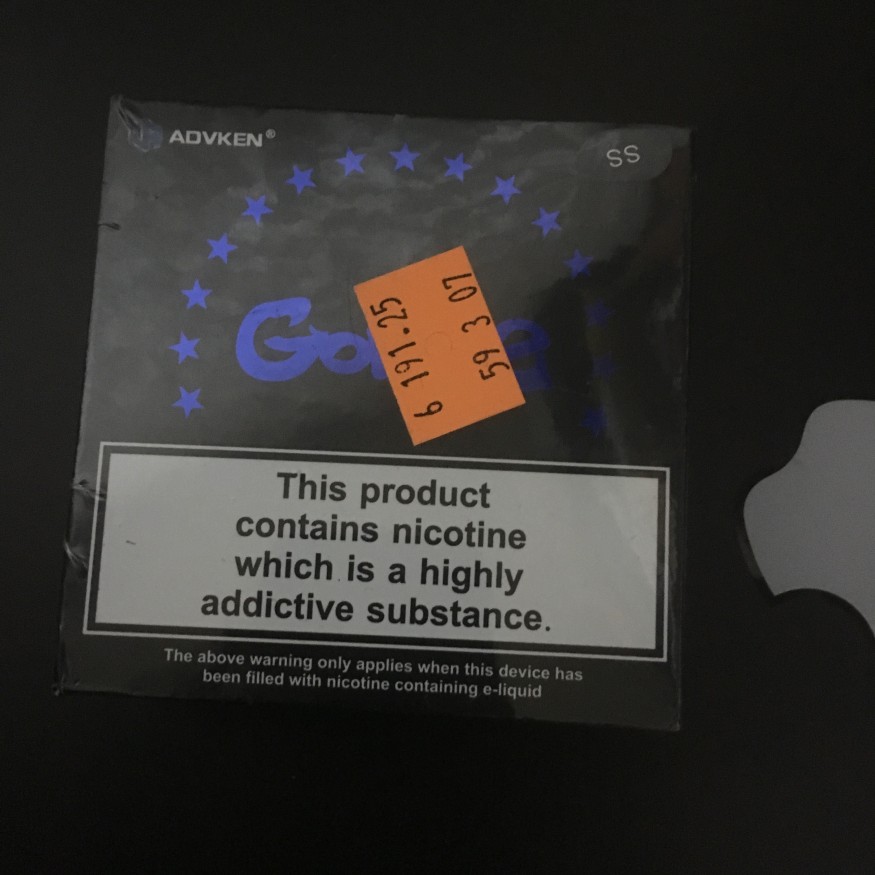 ADVKEN®
SS
6 191.25
59 3 07
This product
contains nicotine
which is a highly
addictive substance.
The above warning only applies when this device has
been filled with nicotine containing e-liquid